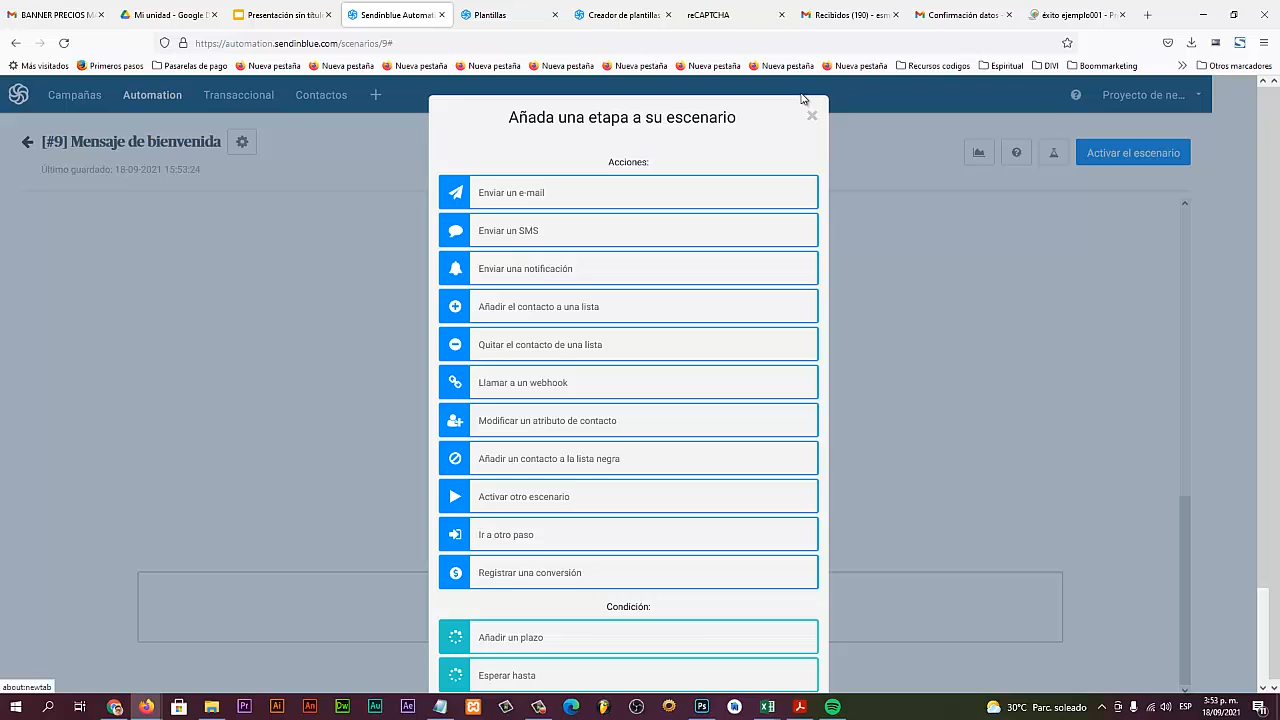 BANNER PRECIOS MAX
Mi unidad - Google D
Presentación sin títul
Sendinblue Automati
Plantillas
Creador de plantillas
reCAPTCHA
Recibidos (190) - es
Confirmación datos -
éxito ejemplo001 - P
https://automation.sendinblue.com/scenarios/9#
Más visitados
Primeros pasos
Pasarelas de pago
Nueva pestaña
Nueva pestaña
Nueva pestaña
Nueva pestaña
Nueva pestaña
Nueva pestaña
Nueva pestaña
Nueva pestaña
Nueva pestaña
Recursos codigos
Espiritual
DIVI
Boommarketing
Otros marcadores
Campañas
Automation
Transaccional
Contactos
Proyecto de ne...
[#9] Mensaje de bienvenida
Último guardado: 18-09-2021 15:53:24
Activar el escenario
Añada una etapa a su escenario
Acciones:
Enviar un e-mail
Enviar un SMS
Enviar una notificación
Añadir el contacto a una lista
Quitar el contacto de una lista
Llamar a un webhook
Modificar un atributo de contacto
Añadir un contacto a la lista negra
Activar otro escenario
Ir a otro paso
Registrar una conversión
Condición:
Añadir un plazo
Esperar hasta
about:newtab
30°C Parc. soleado
ESP
3:53 p. m.
18/09/2021